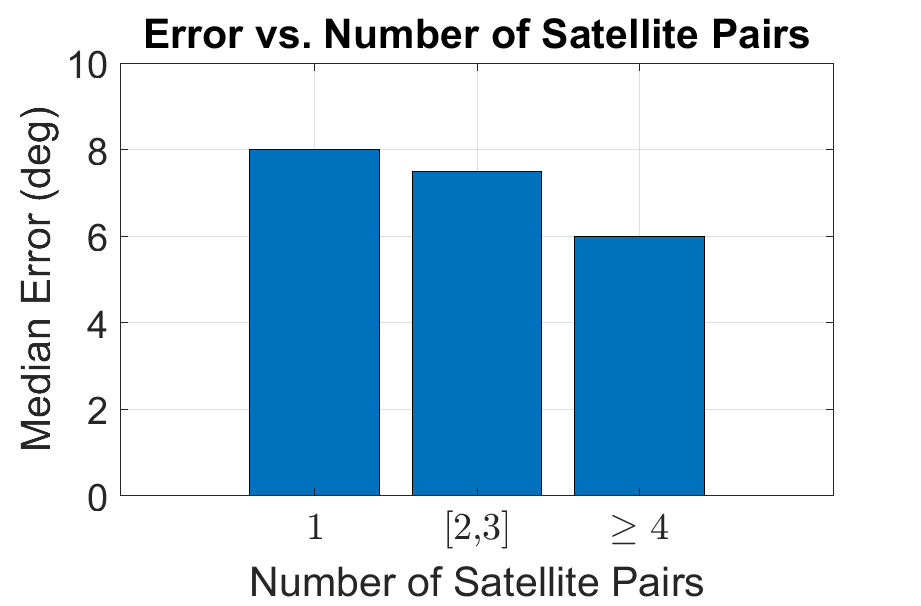 Error vs. Number of Satellite Pairs
10
8
6
4
2
0
Median Error (deg)
1 [2,3] ≥ 4
Number of Satellite Pairs